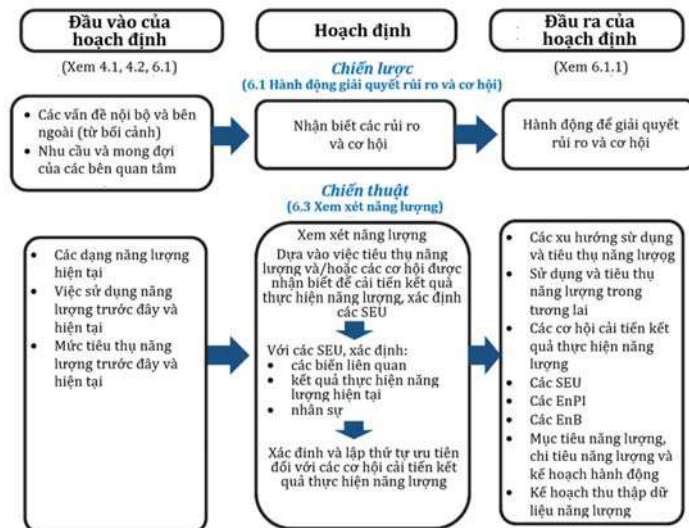 Đầu vào của
hoạch định
Hoạch định
Đầu ra của
hoạch định
(Xem 4.1, 4.2, 6.1)
Chiến lược
(6.1 Hành động giải quyết rủi ro và cơ hội)
(Xem 6.1.1)
• Các vấn đề nội bộ và bên
ngoài (từ bối cảnh)
• Nhu cầu và mong đợi
của các bên quan tâm
Nhận biết các rủi ro
và cơ hội
Hành động để giải quyết
rủi ro và cơ hội
Chiến thuật
(6.3 Xem xét năng lượng)
• Các dạng năng lượng
hiện tại
• Việc sử dụng năng
lượng trước đây và
hiện tại
• Mức tiêu thụ năng
lượng trước đây và
hiện tại
Xem xét năng lượng
Dựa vào việc tiêu thụ năng
lượng và/hoặc các cơ hội được
nhận biết để cải tiến kết quả
thực hiện năng lượng, xác định
các SEU
Với các SEU, xác định:
• các biến liên quan
• kết quả thực hiện năng
lượng hiện tại
• nhân sự
Xác đinh và lập thứ tự ưu tiên
đối với các cơ hội cải tiến kết
quả thực hiện năng lượng
• Các xu hướng sử dụng
và tiêu thụ năng lượng
• Sử dụng và tiêu thụ
năng lượng trong
tương lai
• Các cơ hội cải tiến kết
quả thực hiện năng
lượng
• Các SEU
• Các EnPI
• Các EnB
• Mục tiêu năng lượng,
chi tiêu năng lượng và
kế hoạch hành động
• Kế hoạch thu thập dữ
liệu năng lượng